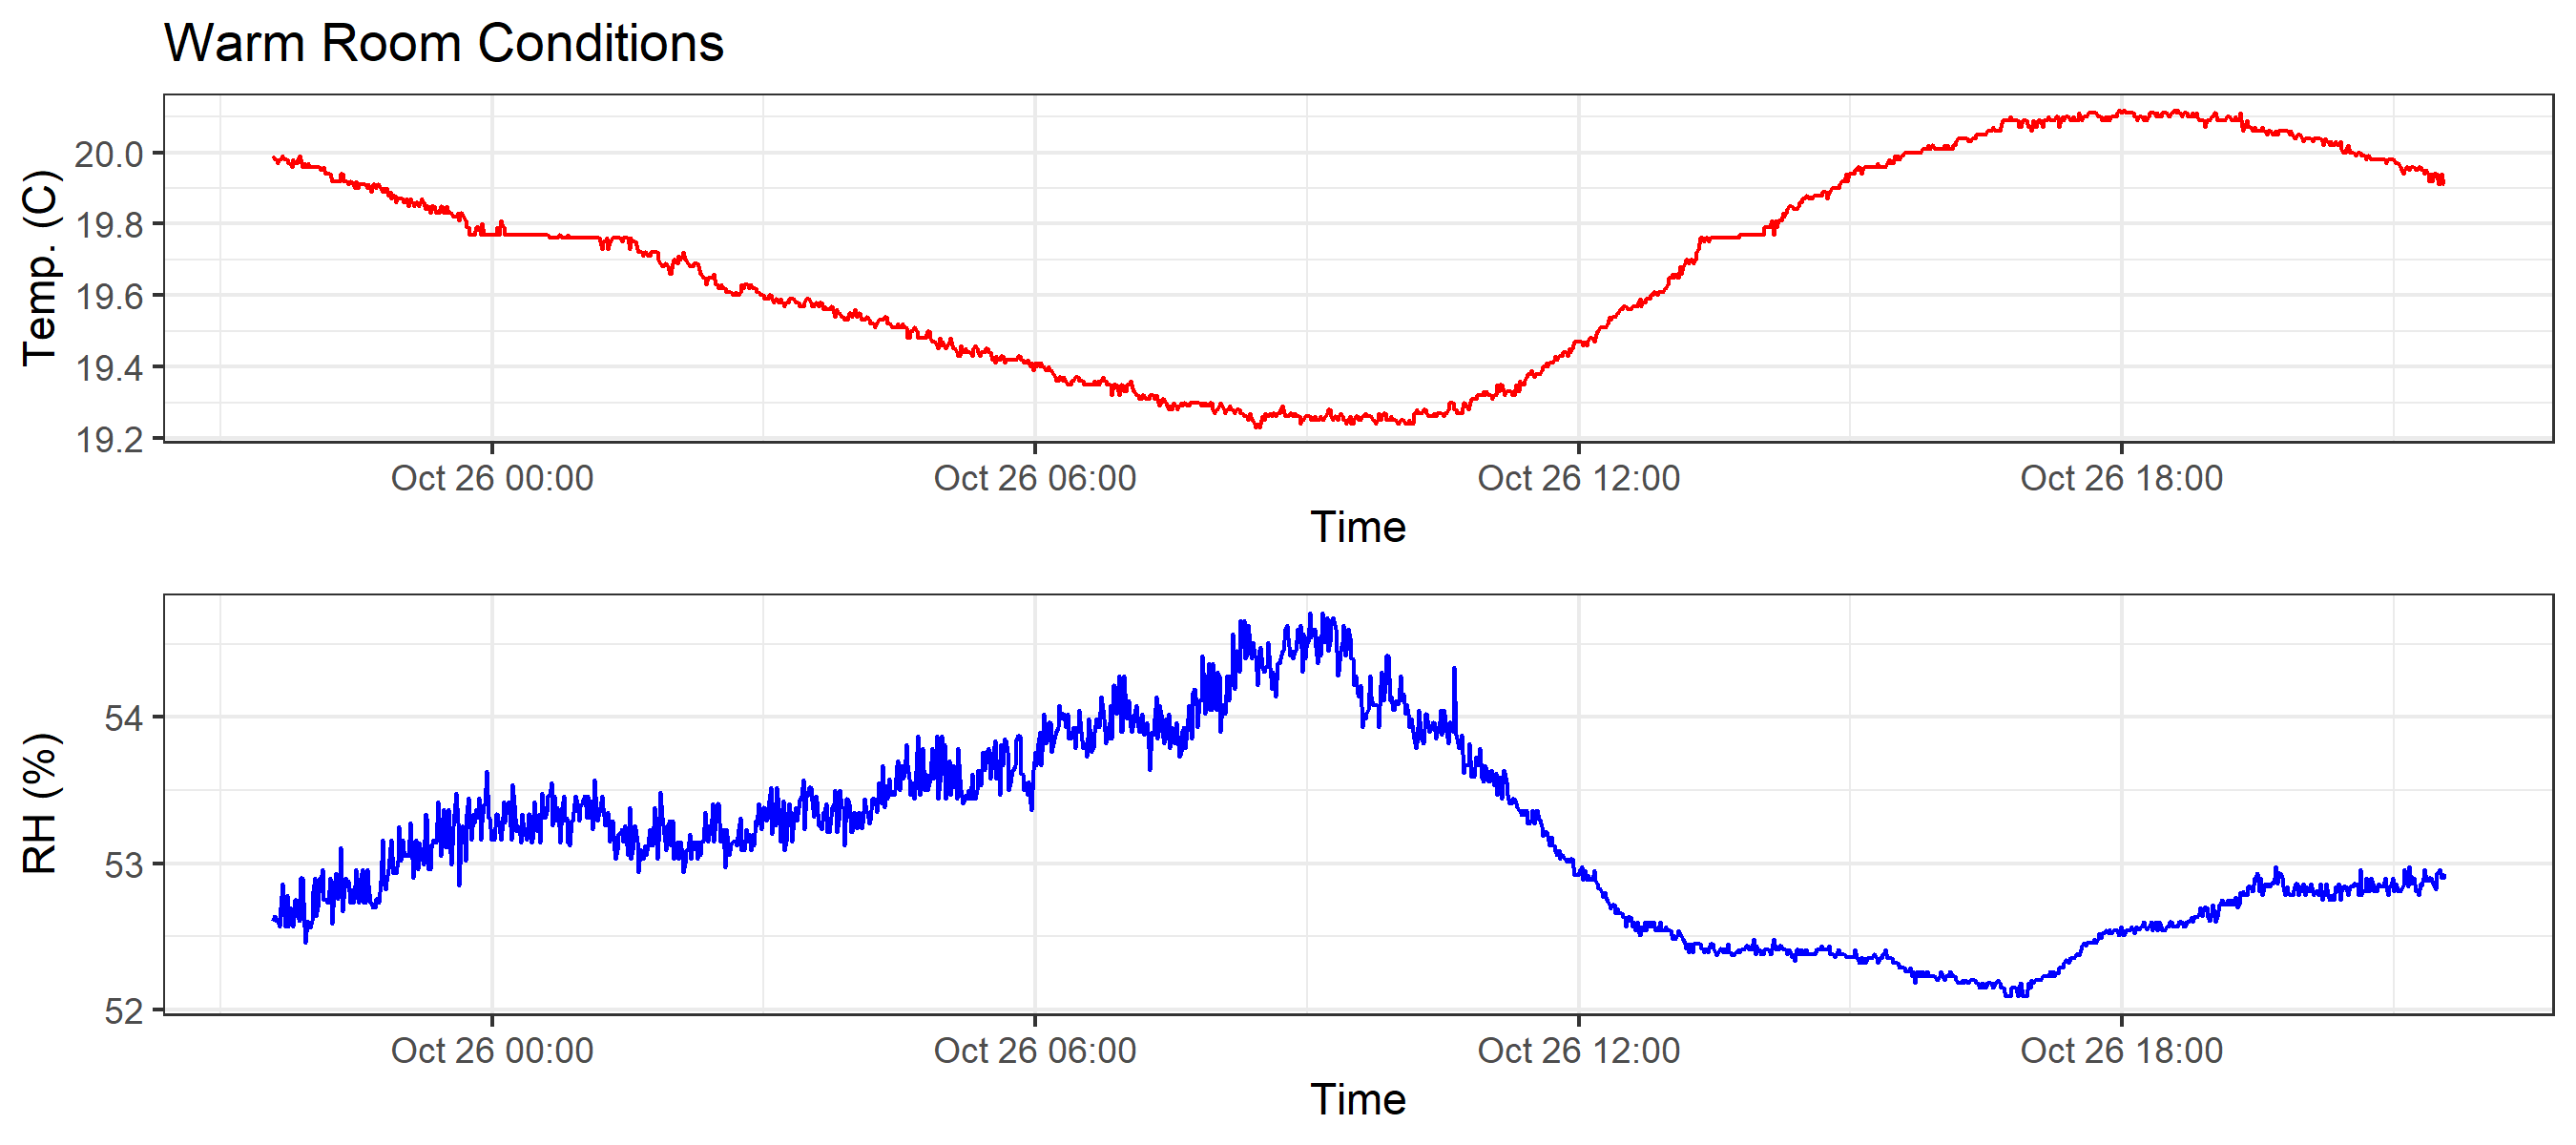 Warm Room Conditions
Temp. (C)
20.0
19.8
19.6
19.4
19.2
Oct 26 00:00 Oct 26 06:00 Oct 26 12:00 Oct 26 18:00
Time
RH (%)
54
53
52
Oct 26 00:00 Oct 26 06:00 Oct 26 12:00 Oct 26 18:00
Time